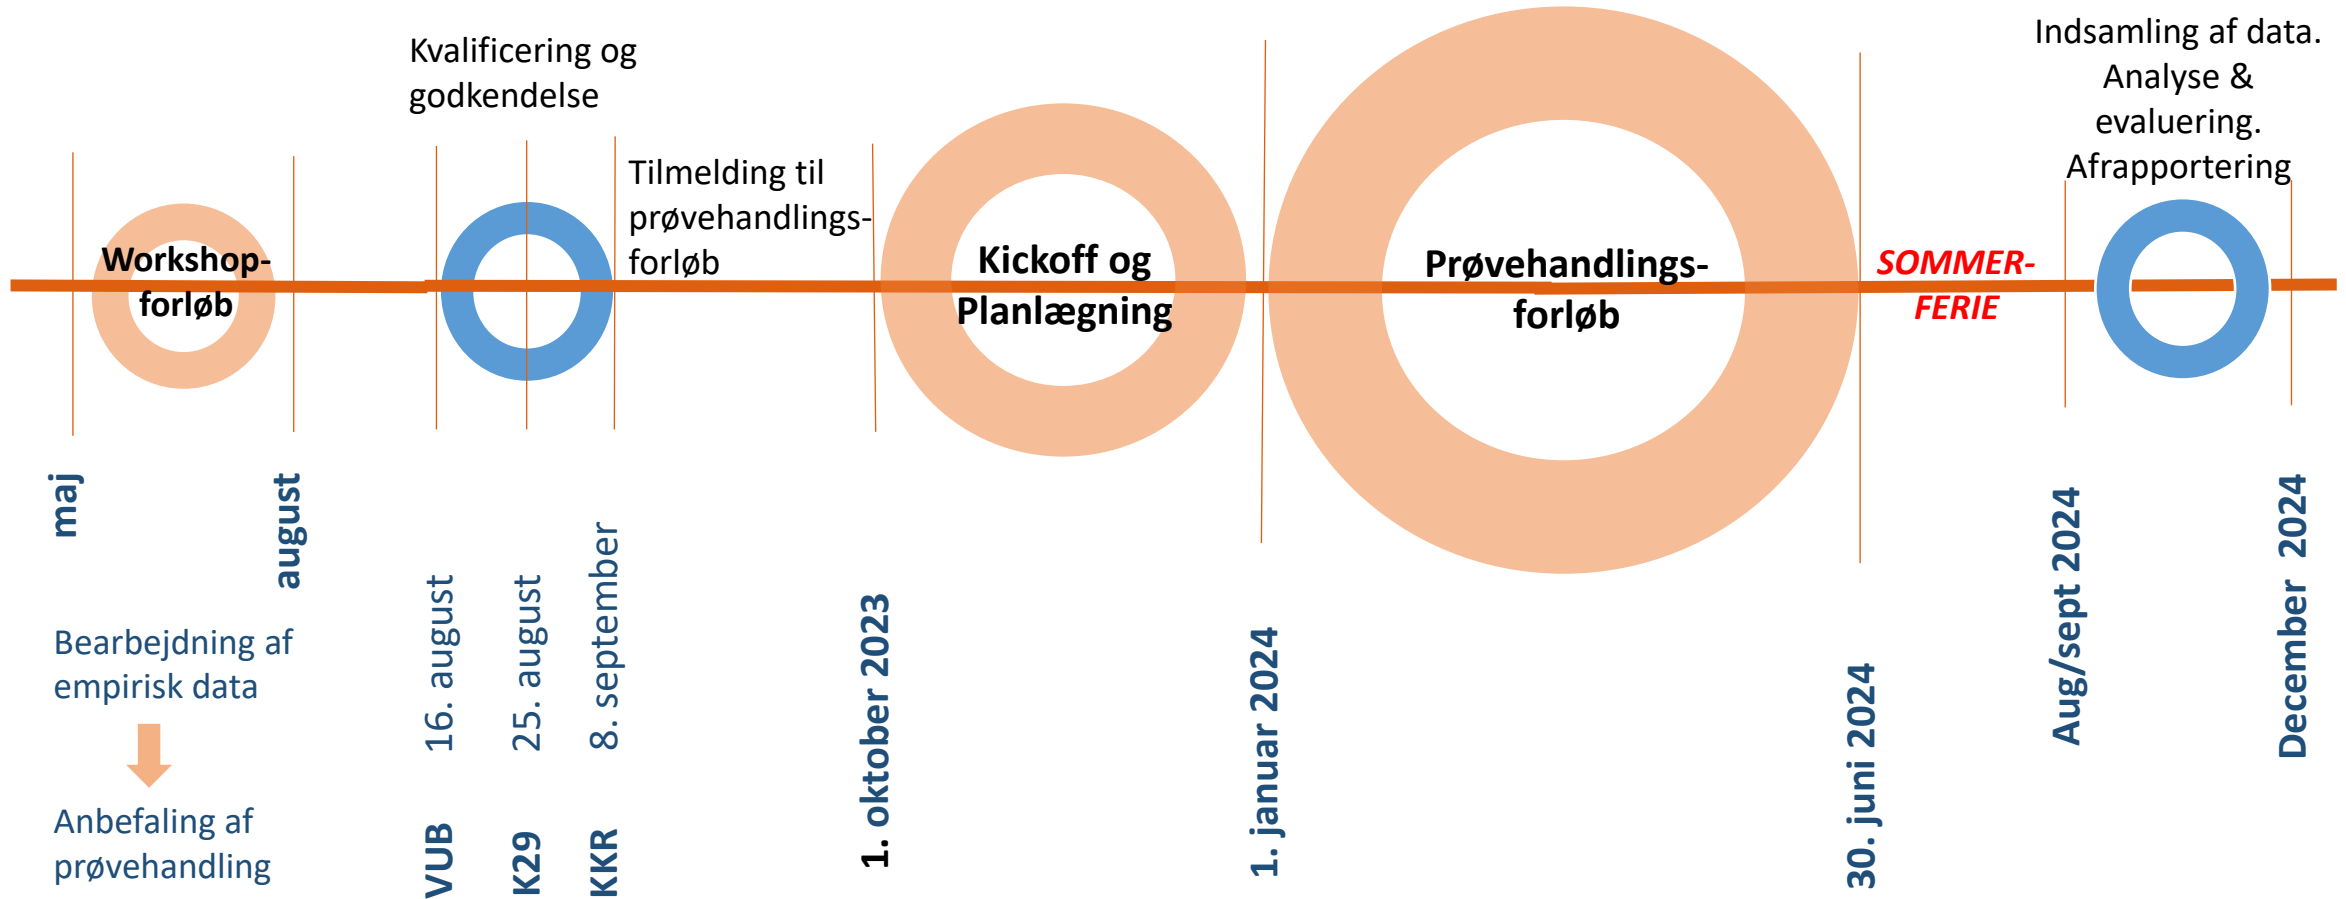 Kvalificering og
godkendelse
Indsamling af data.
Analyse &
evaluering.
Afrapportering
Tilmelding til
prøvehandlings-
forløb
Workshop-
forløb
Kickoff og
Planlægning
Prøvehandlings-
forløb
SOMMER-
FERIE
maj
august
16. august
25. august
8. september
VUB
K29
KKR
1. oktober 2023
1. januar 2024
30. juni 2024
Aug/sept 2024
December 2024
Bearbejdning af
empirisk data
Anbefaling af
prøvehandling